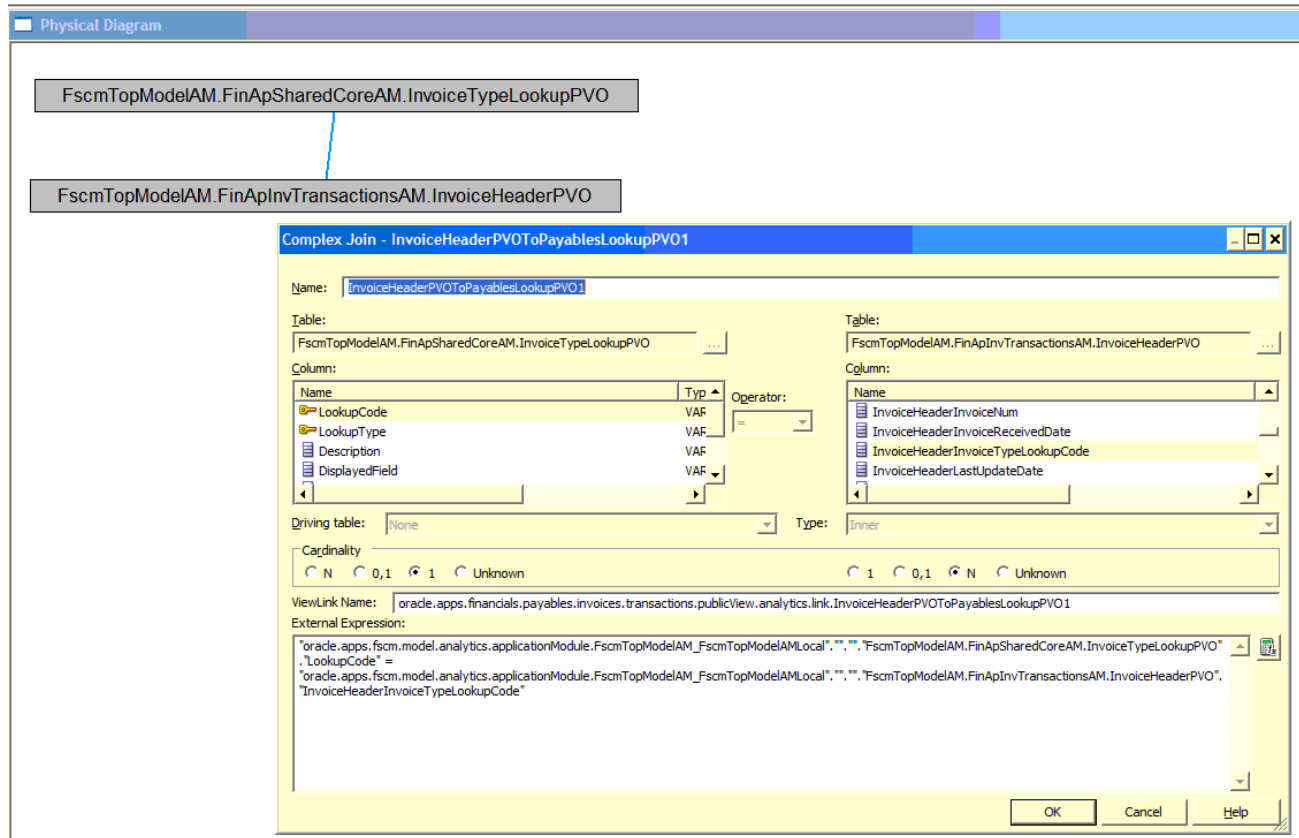 Physical Diagram
FscmTopModelAM.FinApSharedCoreAM.InvoiceTypeLookupPVO
FscmTopModelAM.FinApInvTransactionsAM.InvoiceHeaderPVO
Complex Join - InvoiceHeaderPVOToPayablesLookupPVO1
Name: InvoiceHeaderPVOToPayablesLookupPVO1
Table: Table:
FscmTopModelAM.FinApSharedCoreAM.InvoiceTypeLookupPVO ... FscmTopModelAM.FinApInvTransactionsAM.InvoiceHeaderPVO ...
Column: Column:
Name Typ Operator: Name
LookupCode VAR = InvoiceHeaderInvoiceNum
LookupType VAR InvoiceHeaderInvoiceReceivedDate
Description VAR InvoiceHeaderInvoiceTypeLookupCode
DisplayedField VAR InvoiceHeaderLastUpdateDate
Driving table: None Type: Inner
Cardinality
N 0,1 1 Unknown 1 0,1 N Unknown
ViewLink Name: oracle.apps.financials.payables.invoices.transactions.publicView.analytics.link.InvoiceHeaderPVOToPayablesLookupPVO1
External Expression:
"oracle.apps.fscm.model.analytics.applicationModule.FscmTopModelAM_FscmTopModelAMLocal"."".""."FscmTopModelAM.FinApSharedCoreAM.InvoiceTypeLookupPVO"
."LookupCode" =
"oracle.apps.fscm.model.analytics.applicationModule.FscmTopModelAM_FscmTopModelAMLocal"."".""."FscmTopModelAM.FinApInvTransactionsAM.InvoiceHeaderPVO".
"InvoiceHeaderInvoiceTypeLookupCode"
OK Cancel Help